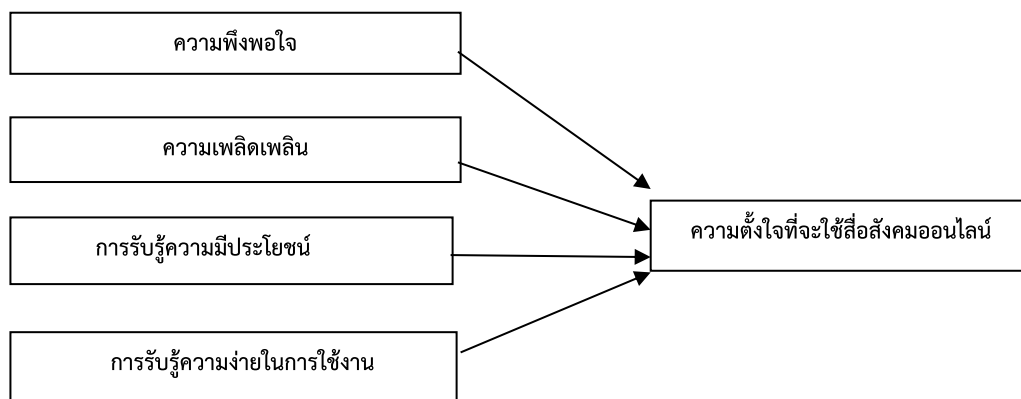 ความพึงพอใจ
ความเพลิดเพลิน
การรับรู้ความมีประโยชน์
การรับรู้ความง่ายในการใช้งาน
ความตั้งใจที่จะใช้สื่อสังคมออนไลน์